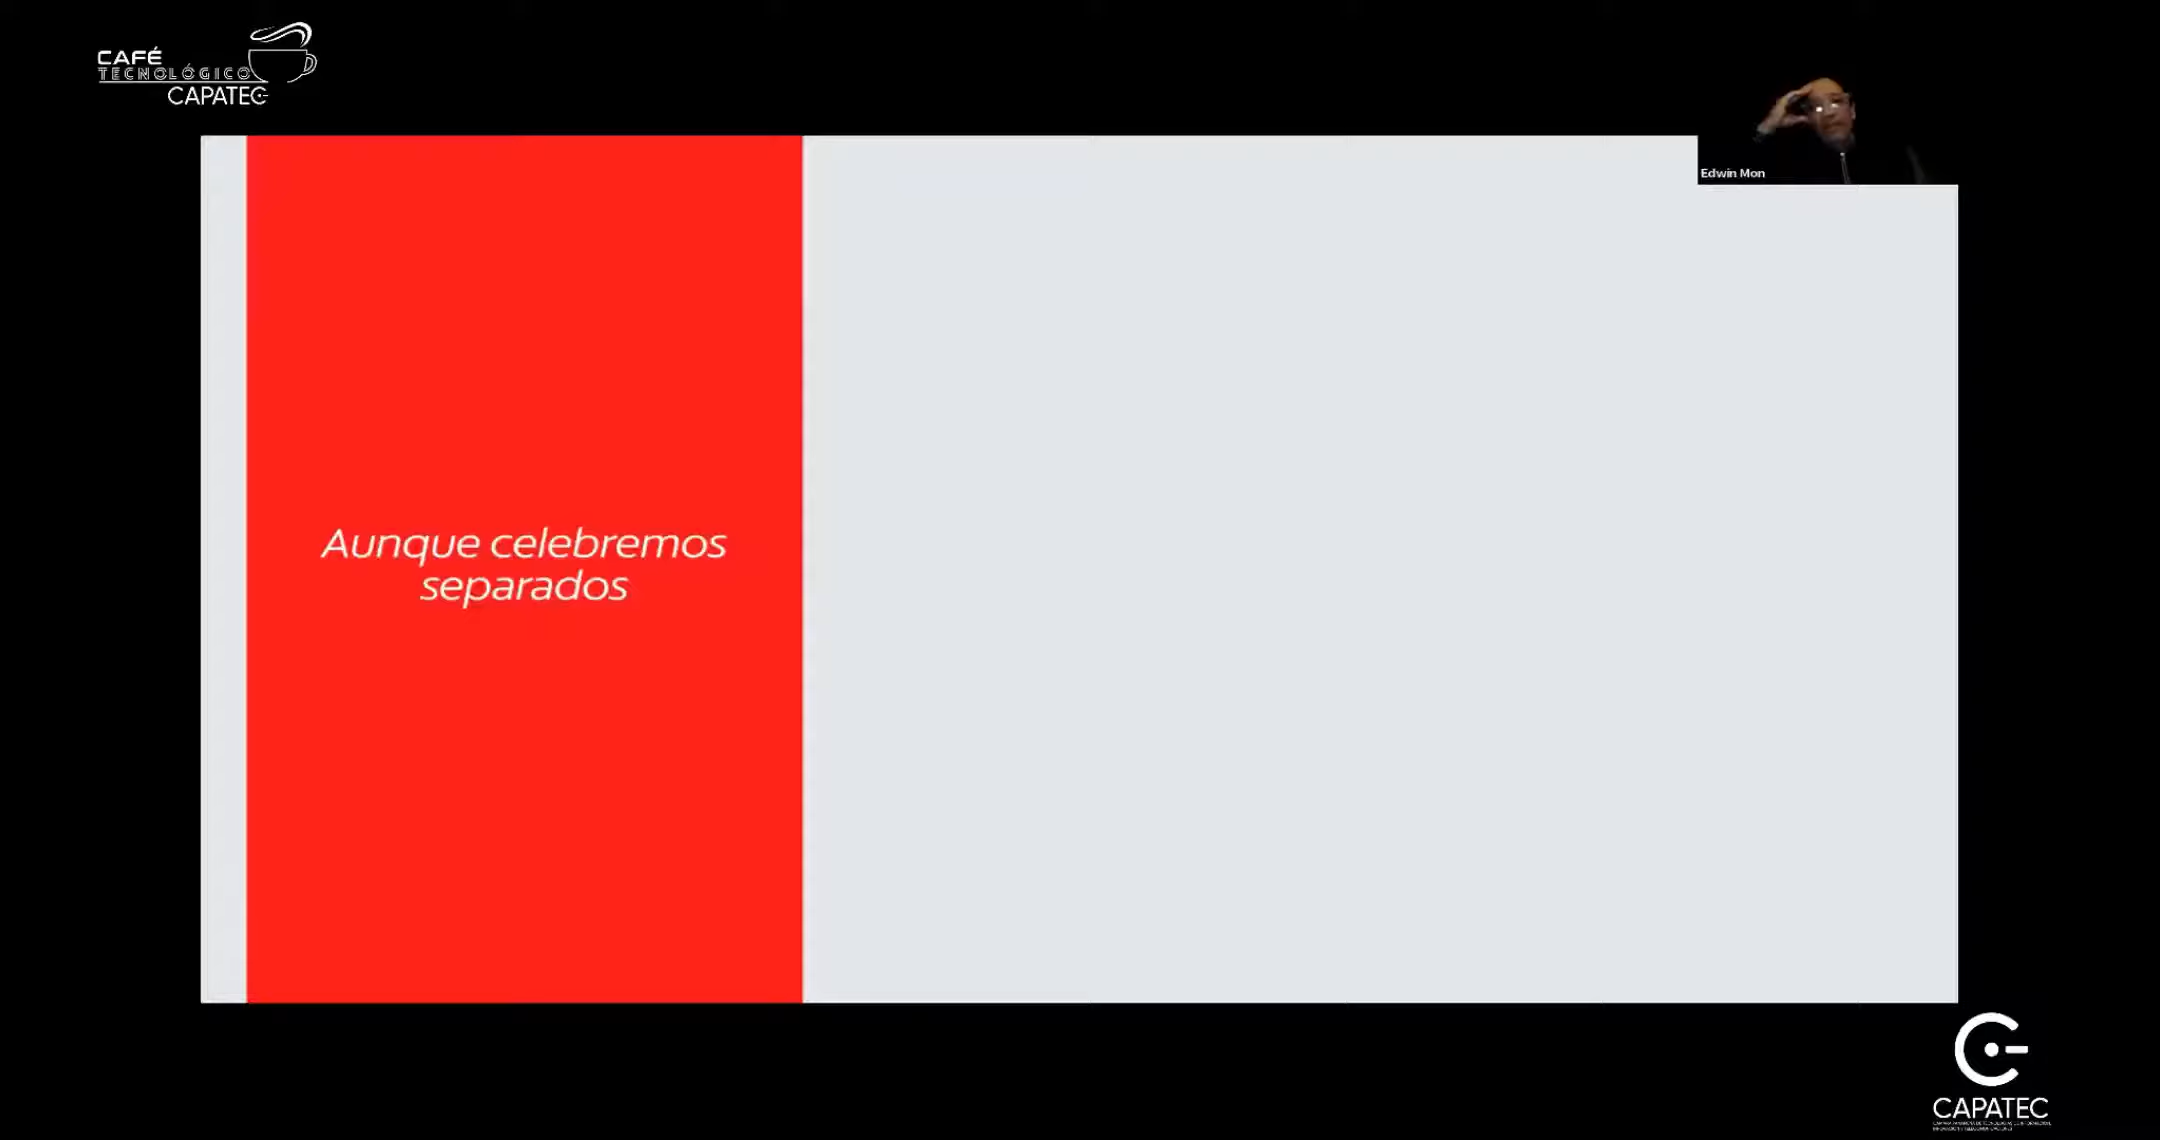 CAFÉ
TECNOLÓGICO
CAPATEC
Edwin Mon
Aunque celebremos
separados
CAPATEC